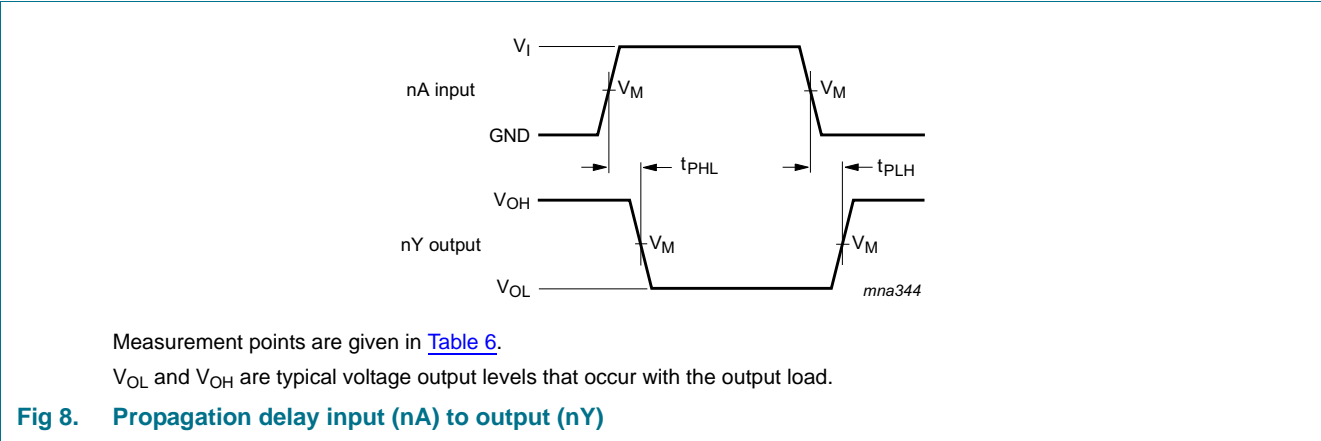 V_I
nA input
V_M
V_M
GND
t_PHL
t_PLH
V_OH
nY output
V_M
V_M
V_OL
mna344
Measurement points are given in Table 6.
V_OL and V_OH are typical voltage output levels that occur with the output load.
Fig 8. Propagation delay input (nA) to output (nY)